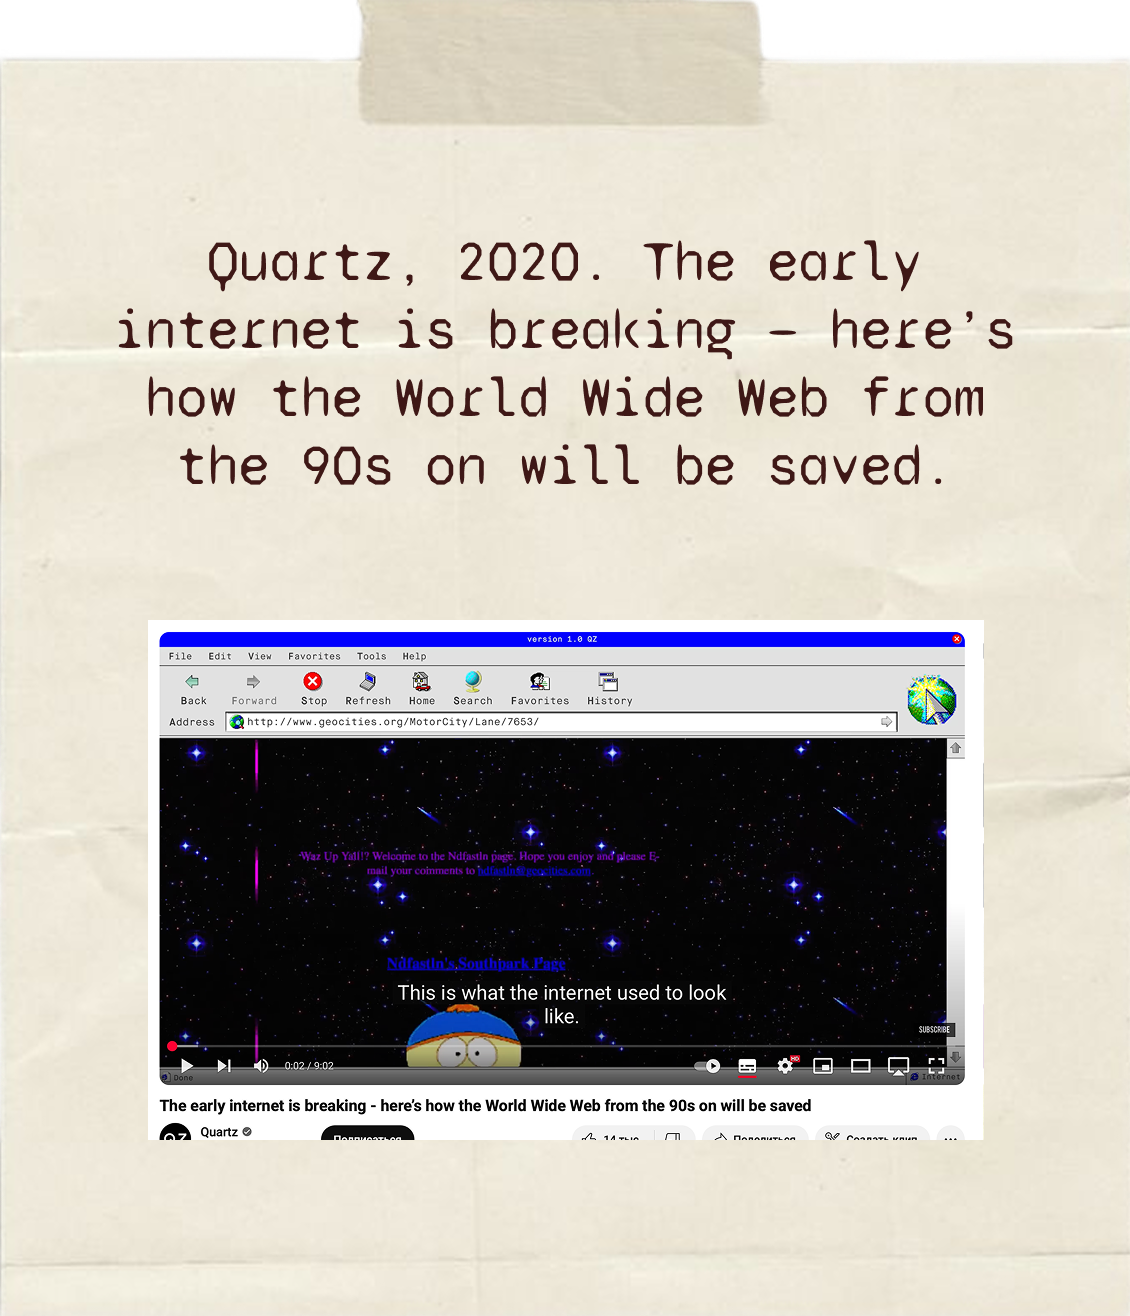 Quartz, 2020. The early
internet is breaking – here's
how the World Wide Web from
the 90s on will be saved.
version 1.0 QZ
File Edit View Favorites Tools Help
Back Forward Stop Refresh Home Search Favorites History
Address http://www.geocities.org/MotorCity/Lane/7653/
Waz Up Yall!? Welcome to the Ndfastln page. Hope you enjoy and please E-
mail your comments to ndfastln@geocities.com.
Ndfastln's Southpark Page
This is what the internet used to look
like.
SUBSCRIBE
0:02 / 9:02 HD
Done Internet
The early internet is breaking - here's how the World Wide Web from the 90s on will be saved
QZ Quartz
Подписаться 14 тыс. Поделиться Создать клип